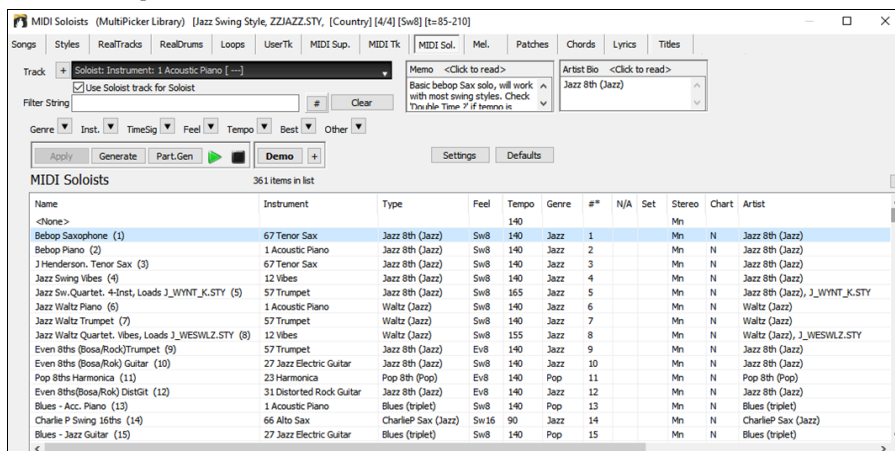 MIDI Soloists (MultiPicker Library) [Jazz Swing Style, ZZJAZZ.STY, [Country] [4/4] [Sw8] [t=85-210]
Songs Styles RealTracks RealDrums Loops UserTk MIDI Sup. MIDI Tk MIDI Sol. Mel. Patches Chords Lyrics Titles
Track + Soloist: Instrument: 1 Acoustic Piano [ ---] Memo <Click to read> Artist Bio <Click to read>
Use Soloist track for Soloist Basic bebop Sax solo, will work Jazz 8th (Jazz)
with most swing styles. Check
Filter String # Clear 'Double Time ?' if tempo is
Genre Inst. TimeSig Feel Tempo Best Other
Apply Generate Part.Gen Demo + Settings Defaults
MIDI Soloists 361 items in list
Name Instrument Type Feel Tempo Genre #* N/A Set Stereo Chart Artist
<None> 140 Mn
Bebop Saxophone (1) 67 Tenor Sax Jazz 8th (Jazz) Sw8 140 Jazz 1 Mn N Jazz 8th (Jazz)
Bebop Piano (2) 1 Acoustic Piano Jazz 8th (Jazz) Sw8 140 Jazz 2 Mn N Jazz 8th (Jazz)
J Henderson. Tenor Sax (3) 67 Tenor Sax Jazz 8th (Jazz) Sw8 140 Jazz 3 Mn N Jazz 8th (Jazz)
Jazz Swing Vibes (4) 12 Vibes Jazz 8th (Jazz) Sw8 140 Jazz 4 Mn N Jazz 8th (Jazz)
Jazz Sw.Quartet. 4-Inst, Loads J_WYNT_K.STY (5) 57 Trumpet Jazz 8th (Jazz) Sw8 165 Jazz 5 Mn N Jazz 8th (Jazz), J_WYNT_K.STY
Jazz Waltz Piano (6) 1 Acoustic Piano Waltz (Jazz) Sw8 140 Jazz 6 Mn N Waltz (Jazz)
Jazz Waltz Trumpet (7) 57 Trumpet Waltz (Jazz) Sw8 140 Jazz 7 Mn N Waltz (Jazz)
Jazz Waltz Quartet. Vibes, Loads J_WESWLZ.STY (8) 12 Vibes Waltz (Jazz) Sw8 155 Jazz 8 Mn N Waltz (Jazz), J_WESWLZ.STY
Even 8ths (Bosa/Rock)Trumpet (9) 57 Trumpet Jazz 8th (Jazz) Ev8 140 Jazz 9 Mn N Jazz 8th (Jazz)
Even 8ths (Bosa/Rok) Guitar (10) 27 Jazz Electric Guitar Jazz 8th (Jazz) Ev8 140 Jazz 10 Mn N Jazz 8th (Jazz)
Pop 8ths Harmonica (11) 23 Harmonica Pop 8th (Pop) Ev8 140 Pop 11 Mn N Pop 8th (Pop)
Even 8ths(Bosa/Rok) DistGit (12) 31 Distorted Rock Guitar Jazz 8th (Jazz) Ev8 140 Jazz 12 Mn N Jazz 8th (Jazz)
Blues - Acc. Piano (13) 1 Acoustic Piano Blues (triplet) Sw8 140 Pop 13 Mn N Blues (triplet)
Charlie P Swing 16ths (14) 66 Alto Sax CharlieP Sax (Jazz) Sw16 90 Jazz 14 Mn N CharlieP Sax (Jazz)
Blues - Jazz Guitar (15) 27 Jazz Electric Guitar Blues (triplet) Sw8 140 Pop 15 Mn N Blues (triplet)